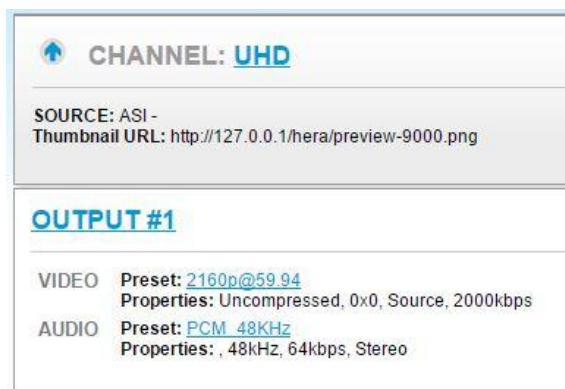 CHANNEL: UHD
SOURCE: ASI -
Thumbnail URL: http://127.0.0.1/hera/preview-9000.png
OUTPUT #1
VIDEO Preset: 2160p@59.94
Properties: Uncompressed, 0x0, Source, 2000kbps
AUDIO Preset: PCM_48KHz
Properties: , 48kHz, 64kbps, Stereo